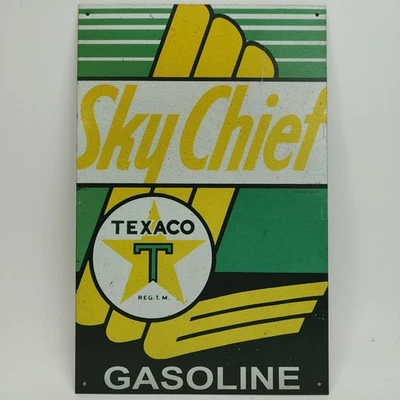 Sky Chief
TEXACO
T
REG. T. M.
GASOLINE